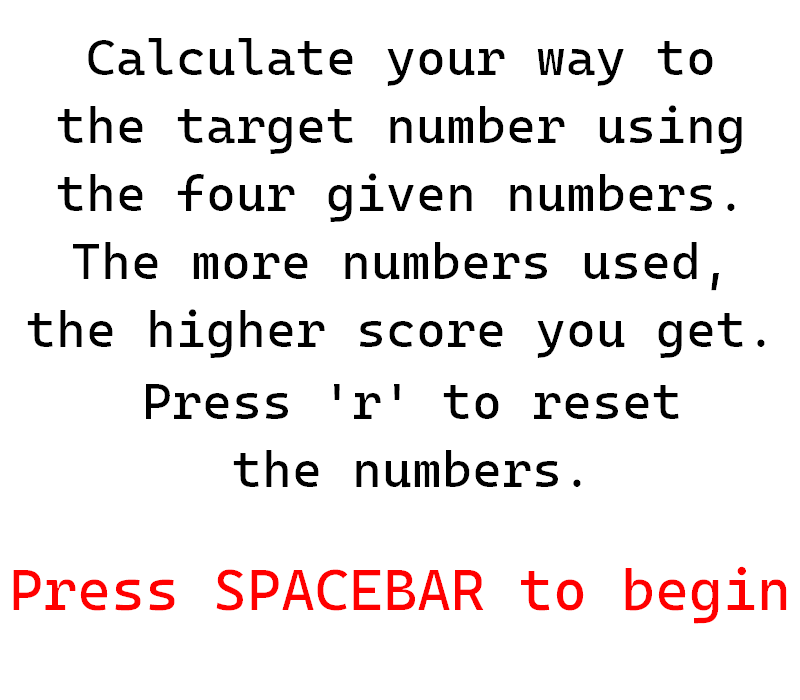 Calculate your way to
the target number using
the four given numbers.
The more numbers used,
the higher score you get.
Press 'r' to reset
the numbers.
Press SPACEBAR to begin